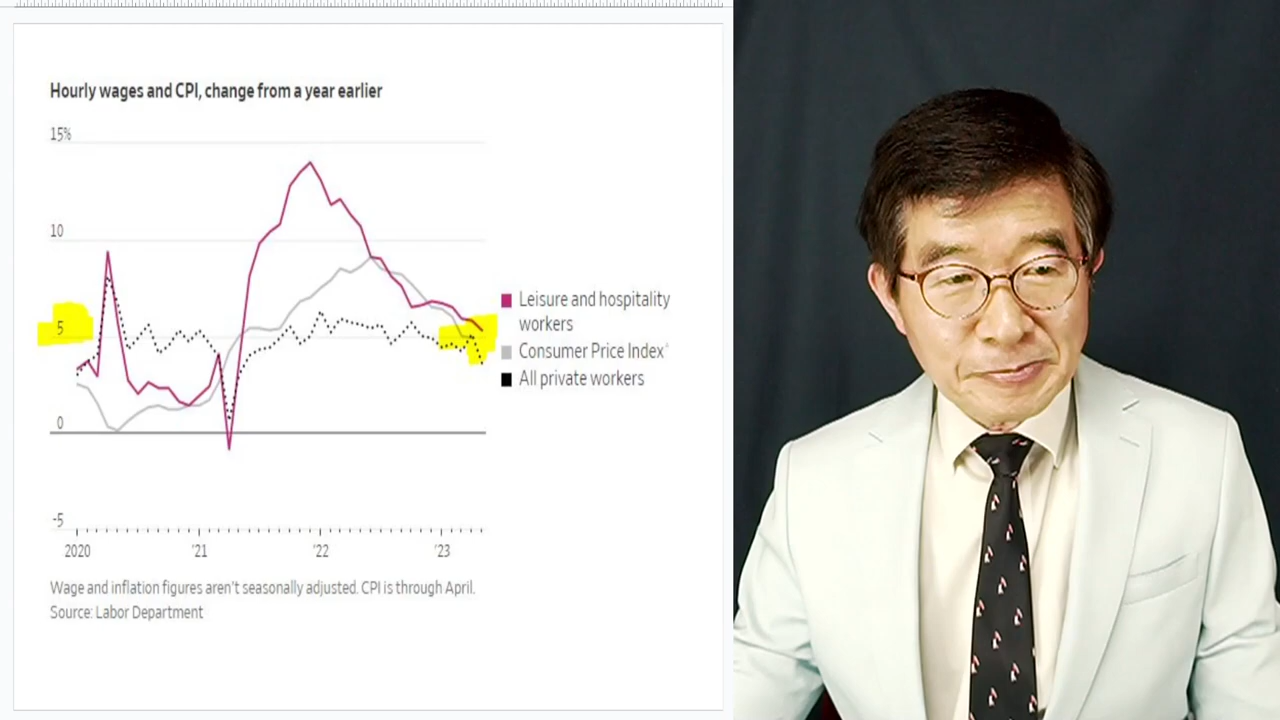 Hourly wages and CPI, change from a year earlier
15%
10
5
0
-5
2020 '21 '22 '23
Leisure and hospitality
workers
Consumer Price Index*
All private workers
Wage and inflation figures aren't seasonally adjusted. CPI is through April.
Source: Labor Department